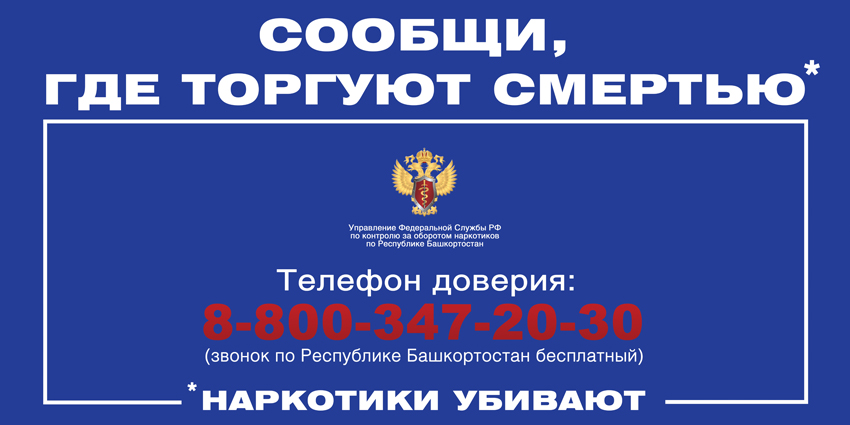 СООБЩИ,
ГДЕ ТОРГУЮТ СМЕРТЬЮ*
Управление Федеральной Службы РФ
по контролю за оборотом наркотиков
по Республике Башкортостан
Телефон доверия:
8-800-347-20-30
(звонок по Республике Башкортостан бесплатный)
*НАРКОТИКИ УБИВАЮТ